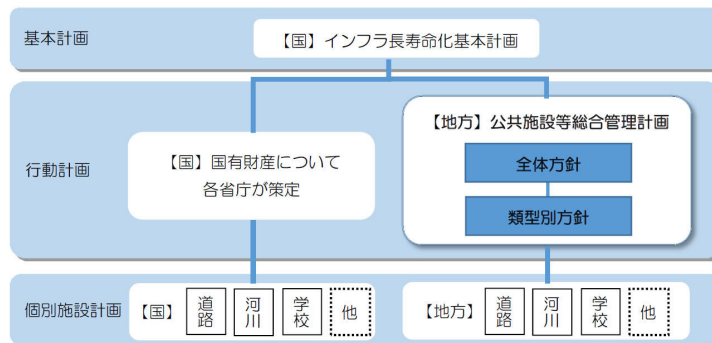 基本計画
【国】インフラ長寿命化基本計画
行動計画
【国】国有財産について
各省庁が策定
【地方】公共施設等総合管理計画
全体方針
類型別方針
個別施設計画
【国】 道路 河川 学校 他
【地方】 道路 河川 学校 他